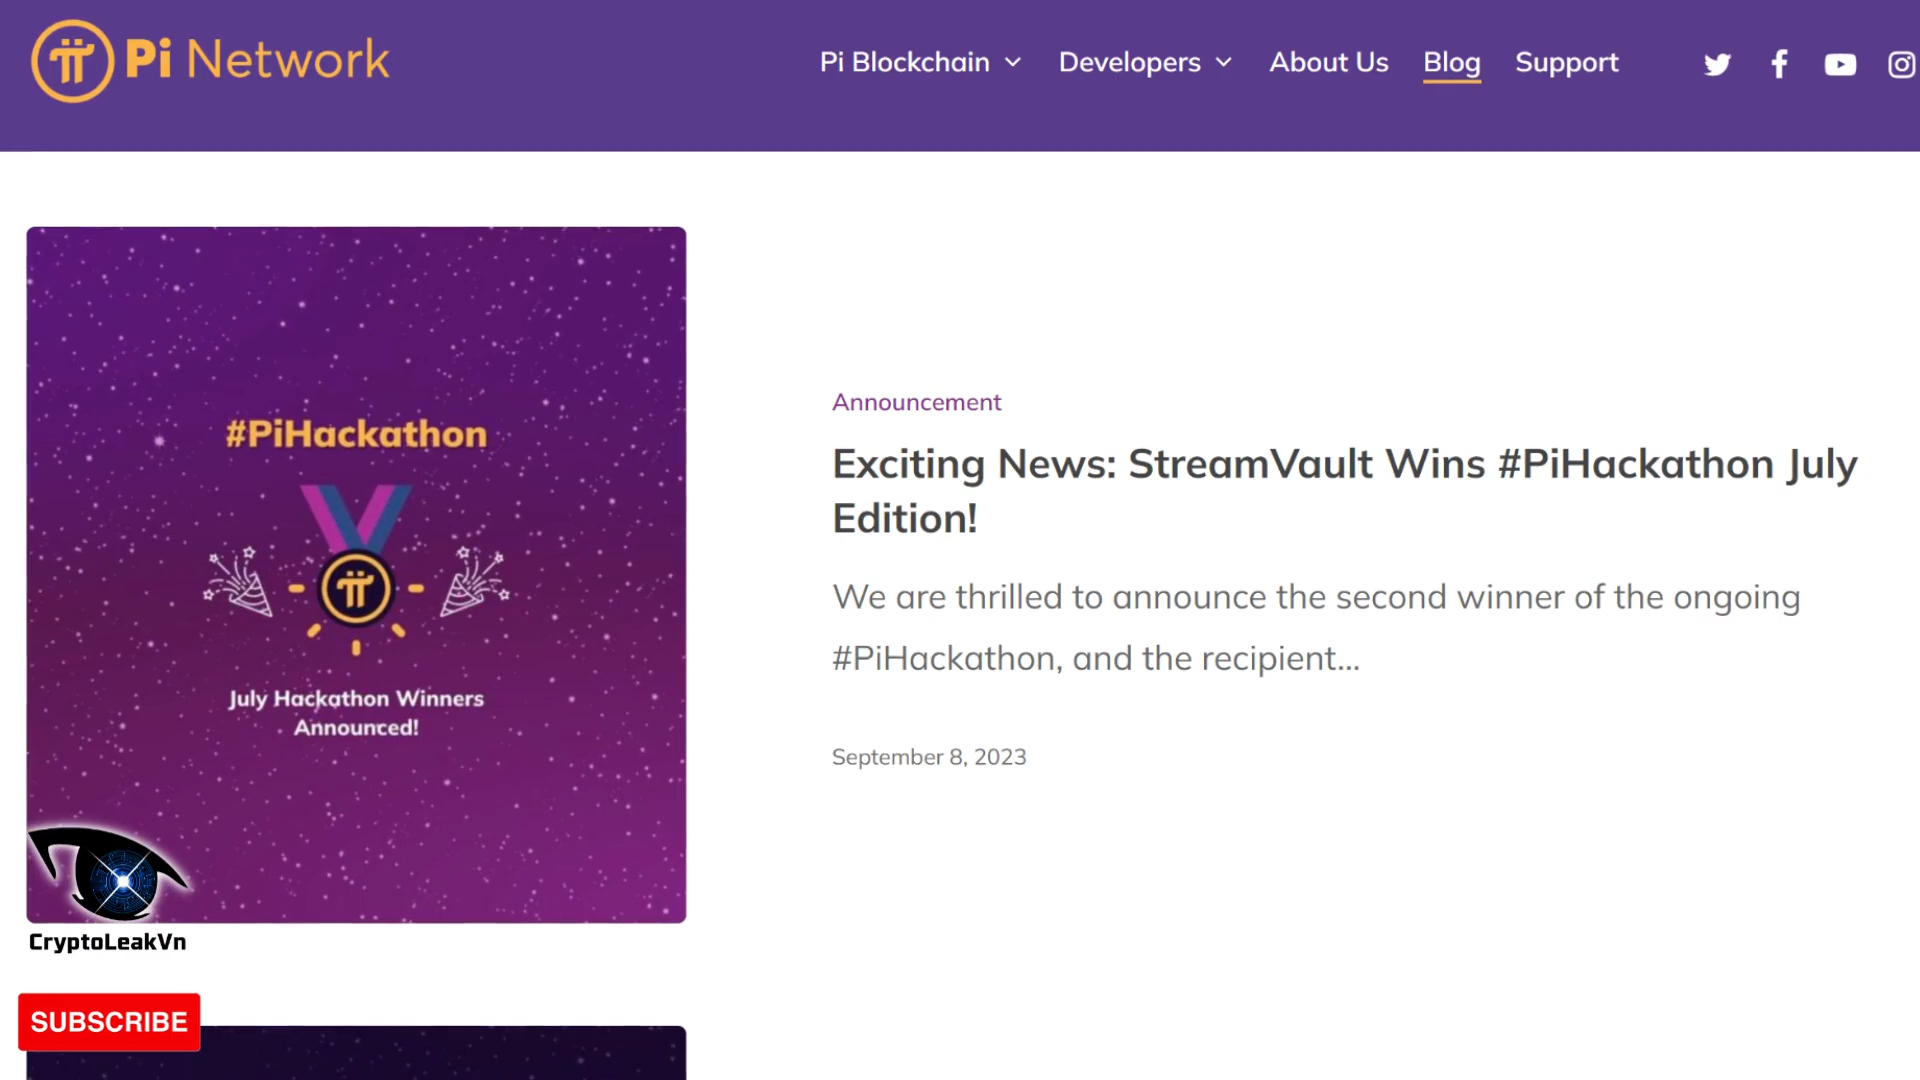 Pi Network
Pi Blockchain
Developers
About Us
Blog
Support
#PiHackathon
July Hackathon Winners
Announced!
Announcement
Exciting News: StreamVault Wins #PiHackathon July
Edition!
We are thrilled to announce the second winner of the ongoing
#PiHackathon, and the recipient...
September 8, 2023
CryptoLeakVn
SUBSCRIBE